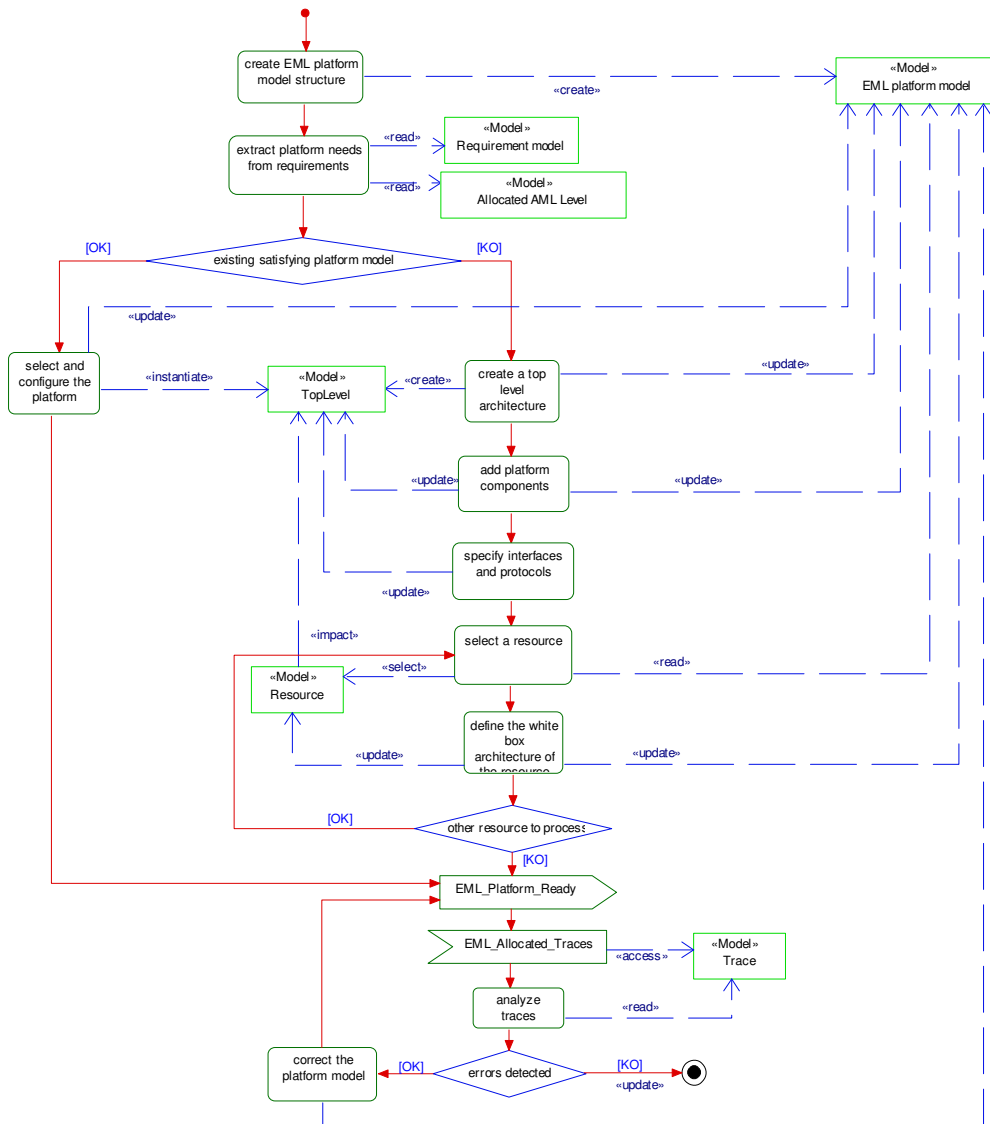 create EML platform
model structure
«create»
«Model»
EML platform model
extract platform needs
from requirements
«read»
«Model»
Requirement model
«read»
«Model»
Allocated AML Level
[OK]
existing satisfying platform model
[KO]
«update»
select and
configure the
platform
«instantiate»
«Model»
TopLevel
«create»
create a top
level
architecture
«update»
«update»
add platform
components
«update»
specify interfaces
and protocols
«update»
«impact»
select a resource
«select»
«read»
«Model»
Resource
define the white
box
architecture of
the resource
«update»
«update»
[OK]
other resource to process
[KO]
EML_Platform_Ready
EML_Allocated_Traces
«access»
«Model»
Trace
analyze
traces
«read»
correct the
platform model
[OK]
errors detected
[KO]
«update»